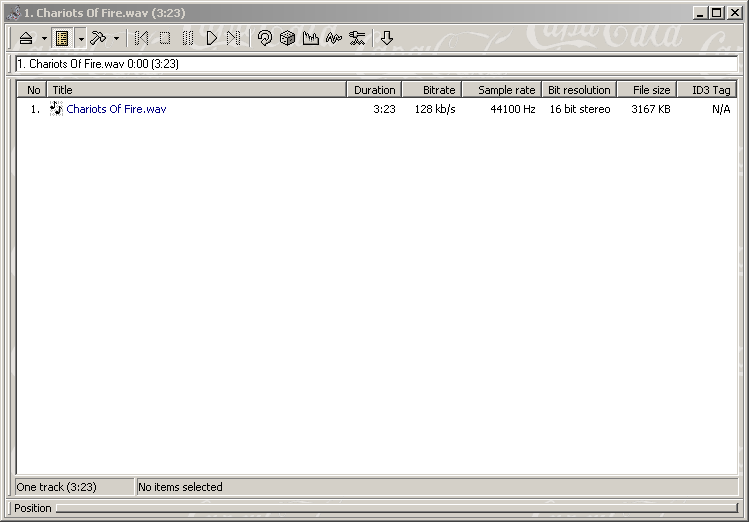 1. Chariots Of Fire.wav (3:23)
1. Chariots Of Fire.wav 0:00 (3:23)
No Title Duration Bitrate Sample rate Bit resolution File size ID3 Tag
1. Chariots Of Fire.wav 3:23 128 kb/s 44100 Hz 16 bit stereo 3167 KB N/A
One track (3:23) No items selected
Position